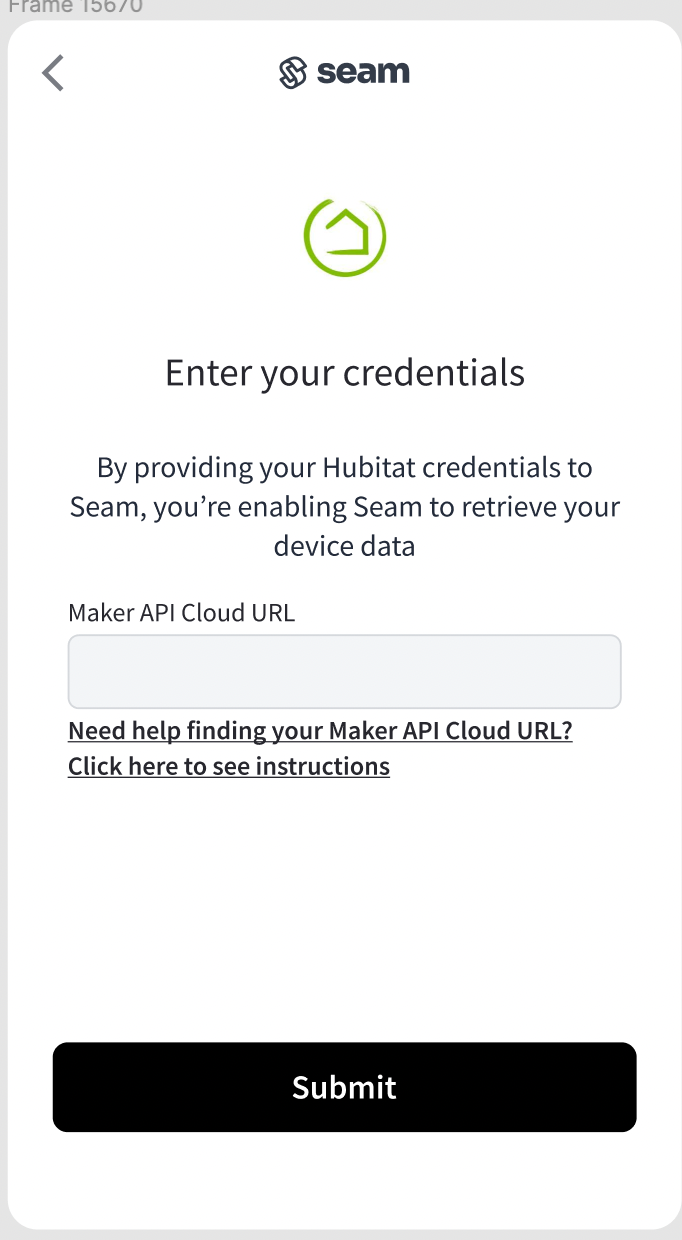 Frame 15670
seam
Enter your credentials
By providing your Hubitat credentials to
Seam, you’re enabling Seam to retrieve your
device data
Maker API Cloud URL
Need help finding your Maker API Cloud URL?
Click here to see instructions
Submit